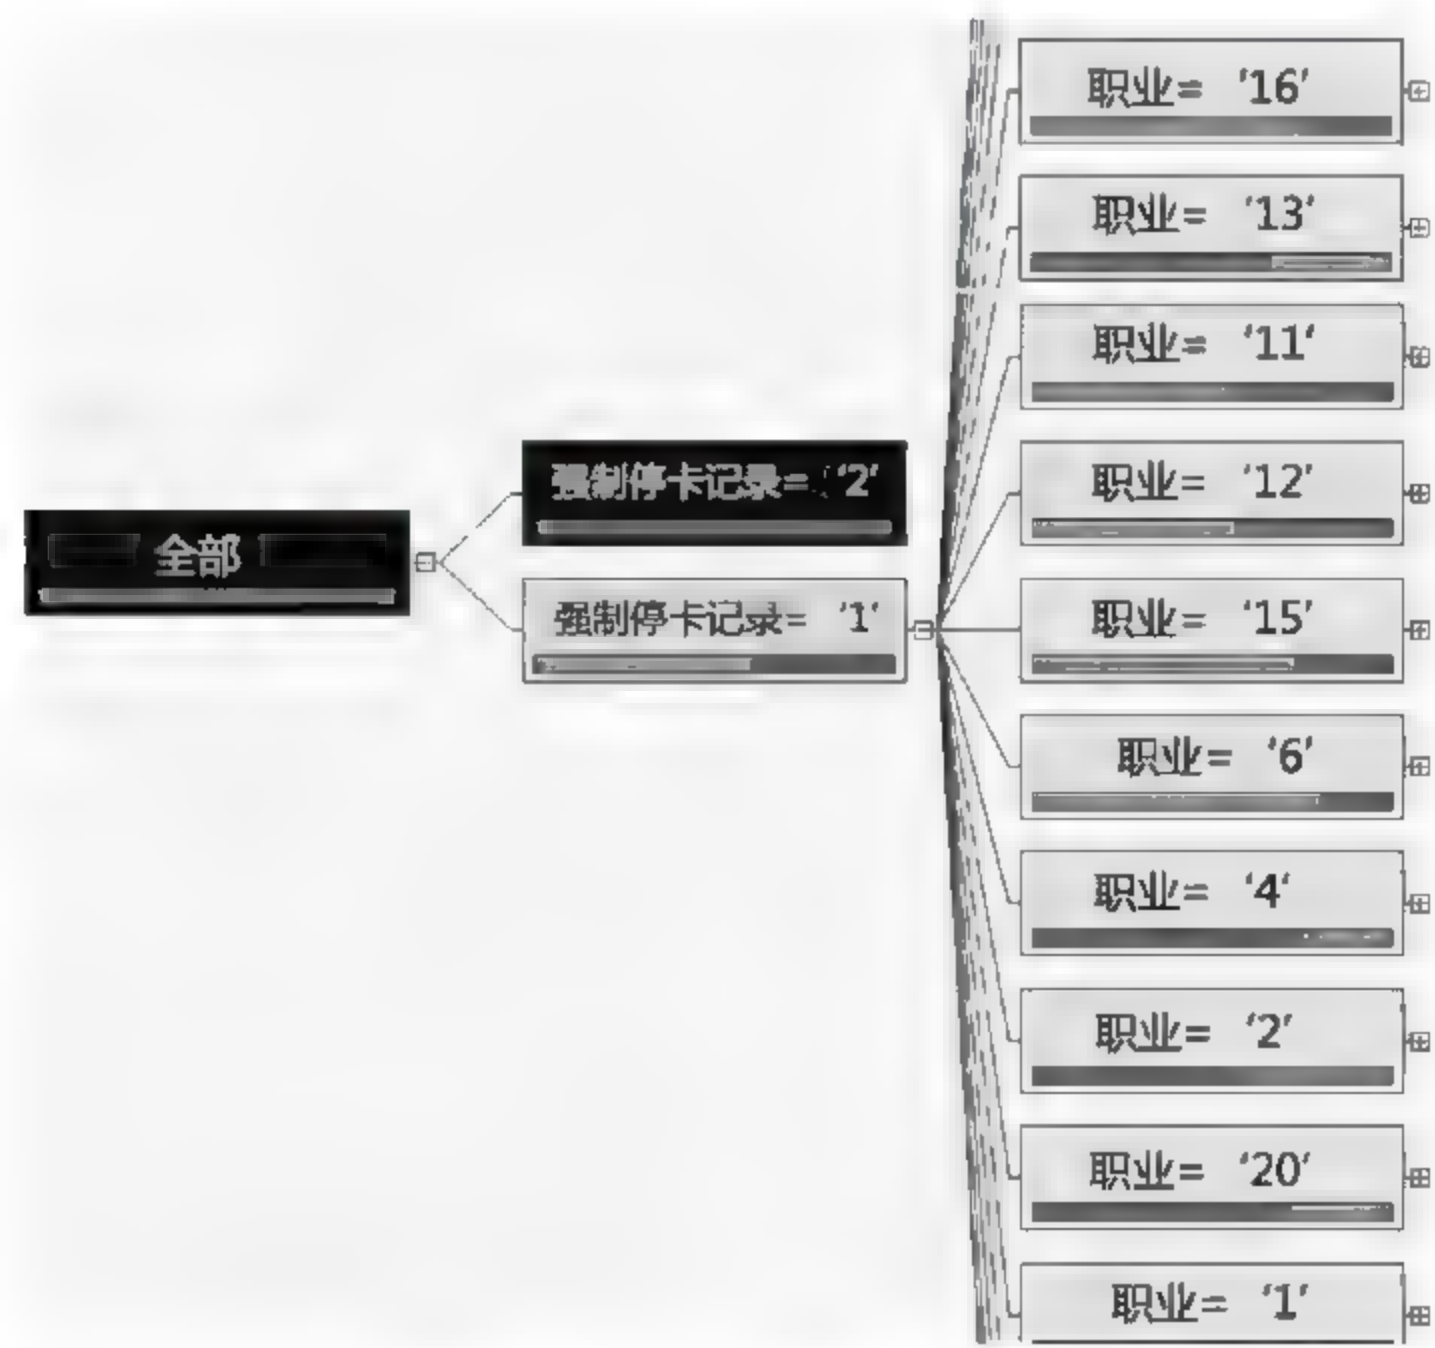 全部
强制停卡记录= ‘2’
强制停卡记录= ‘1’
职业= ‘16’
职业= ‘13’
职业= ‘11’
职业= ‘12’
职业= ‘15’
职业= ‘6’
职业= ‘4’
职业= ‘2’
职业= ‘20’
职业= ‘1’